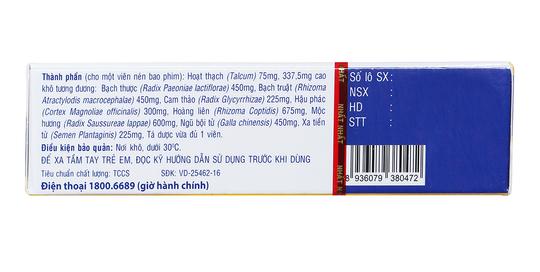 Thành phần (cho một viên nén bao phim): Hoạt thạch (Talcum) 75mg, 337,5mg cao
khô tương đương: Bạch thược (Radix Paeoniae lactiflorae) 450mg, Bạch truật (Rhizoma
Atractylodis macrocephalae) 450mg, Cam thảo (Radix Glycyrrhizae) 225mg, Hậu phác
(Cortex Magnoliae officinalis) 300mg, Hoàng liên (Rhizoma Coptidis) 675mg, Mộc
hương (Radix Saussureae lappae) 600mg, Ngũ bội tử (Galla chinensis) 450mg, Xa tiền
tử (Semen Plantaginis) 225mg, Tá dược vừa đủ 1 viên.
Điều kiện bảo quản: Nơi khô, dưới 30°C.
ĐỂ XA TẦM TAY TRẺ EM, ĐỌC KỸ HƯỚNG DẪN SỬ DỤNG TRƯỚC KHI DÙNG
Tiêu chuẩn chất lượng: TCCS SĐK: VD-25462-16
Điện thoại 1800.6689 (giờ hành chính)
NHẤT NHẤT
Số lô SX:
NSX :
HD :
STT :
8 936079 380472